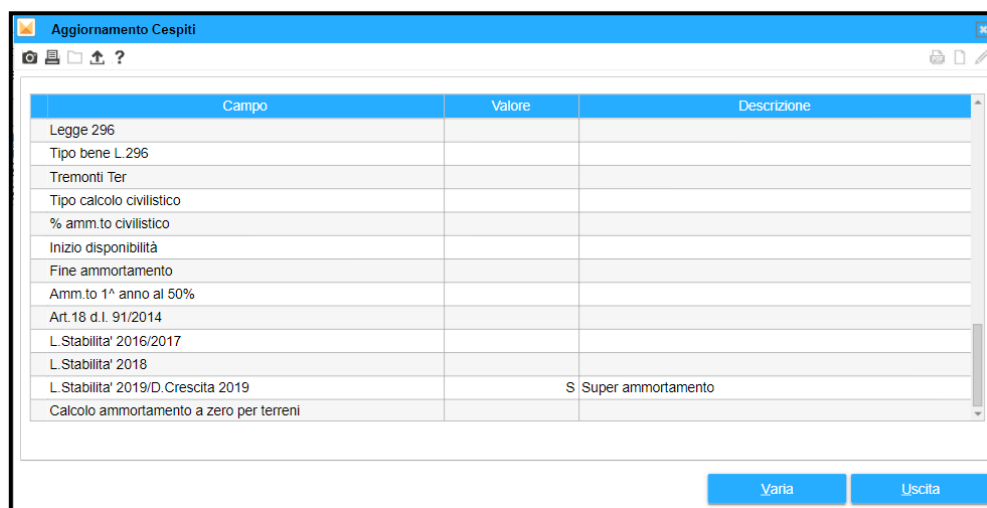 Aggiornamento Cespiti
?
Campo Valore Descrizione
Legge 296
Tipo bene L.296
Tremonti Ter
Tipo calcolo civilistico
% amm.to civilistico
Inizio disponibilità
Fine ammortamento
Amm.to 1^ anno al 50%
Art.18 d.l. 91/2014
L.Stabilita' 2016/2017
L.Stabilita' 2018
L.Stabilita' 2019/D.Crescita 2019 S Super ammortamento
Calcolo ammortamento a zero per terreni
Varia Uscita